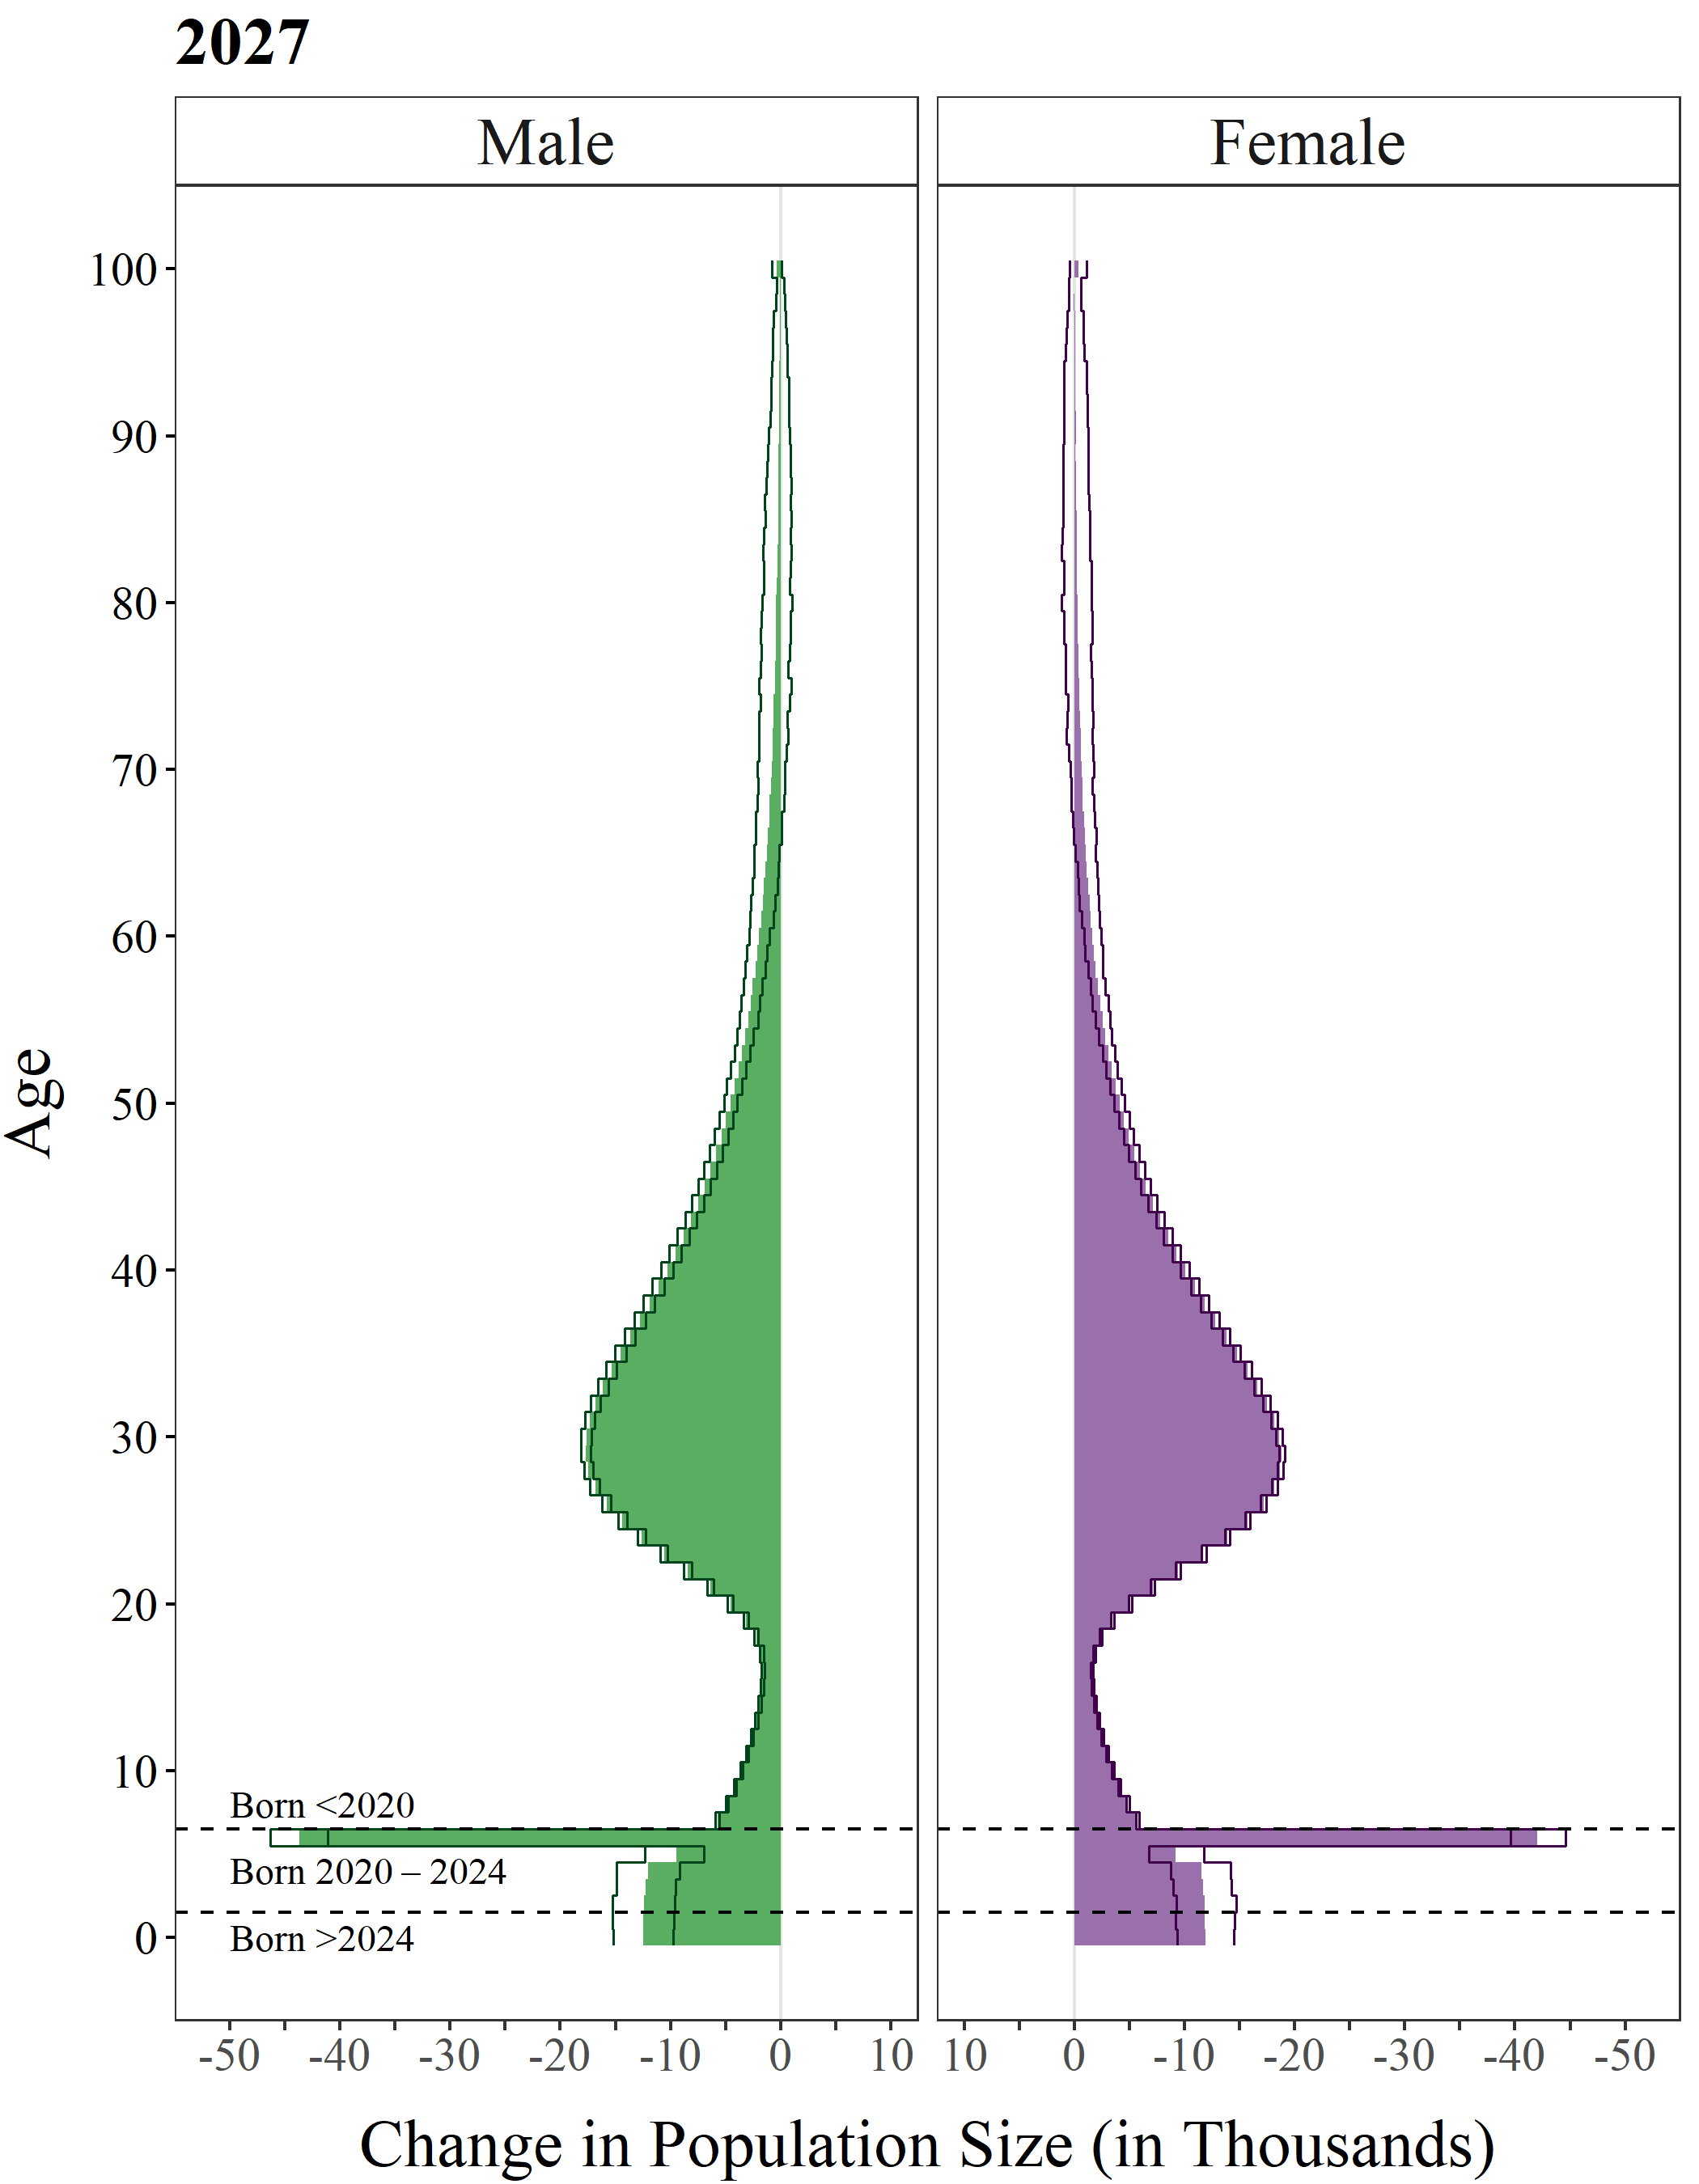 2027
Male Female
100
90
80
70
60
50
40
30
20
10
0
Age
Born <2020
Born 2020 – 2024
Born >2024
-50 -40 -30 -20 -10 0 10 10 0 -10 -20 -30 -40 -50
Change in Population Size (in Thousands)